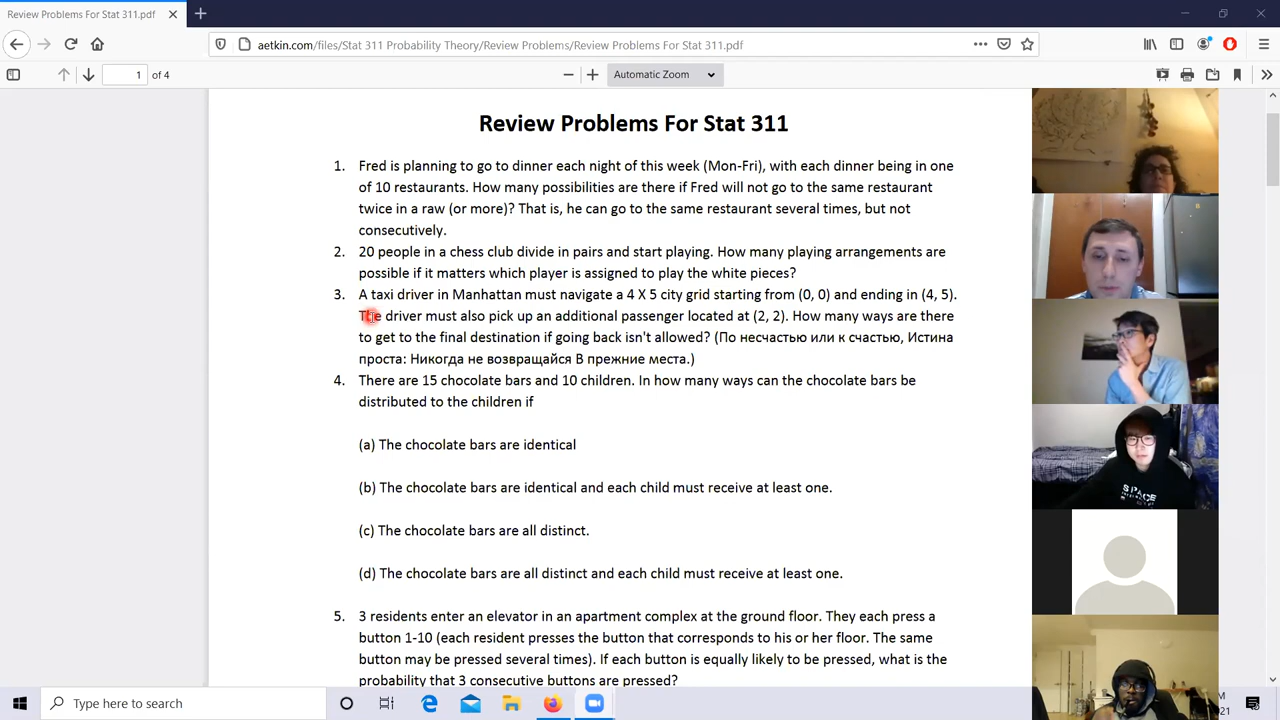 Review Problems For Stat 311.pdf
aetkin.com/files/Stat 311 Probability Theory/Review Problems/Review Problems For Stat 311.pdf
1 of 4
Automatic Zoom
Review Problems For Stat 311
1. Fred is planning to go to dinner each night of this week (Mon-Fri), with each dinner being in one
of 10 restaurants. How many possibilities are there if Fred will not go to the same restaurant
twice in a raw (or more)? That is, he can go to the same restaurant several times, but not
consecutively.
2. 20 people in a chess club divide in pairs and start playing. How many playing arrangements are
possible if it matters which player is assigned to play the white pieces?
3. A taxi driver in Manhattan must navigate a 4 X 5 city grid starting from (0, 0) and ending in (4, 5).
The driver must also pick up an additional passenger located at (2, 2). How many ways are there
to get to the final destination if going back isn't allowed? (По несчастью или к счастью, Истина
проста: Никогда не возвращайся В прежние места.)
4. There are 15 chocolate bars and 10 children. In how many ways can the chocolate bars be
distributed to the children if
(a) The chocolate bars are identical
(b) The chocolate bars are identical and each child must receive at least one.
(c) The chocolate bars are all distinct.
(d) The chocolate bars are all distinct and each child must receive at least one.
5. 3 residents enter an elevator in an apartment complex at the ground floor. They each press a
button 1-10 (each resident presses the button that corresponds to his or her floor. The same
button may be pressed several times). If each button is equally likely to be pressed, what is the
probability that 3 consecutive buttons are pressed?
SPACE
Type here to search